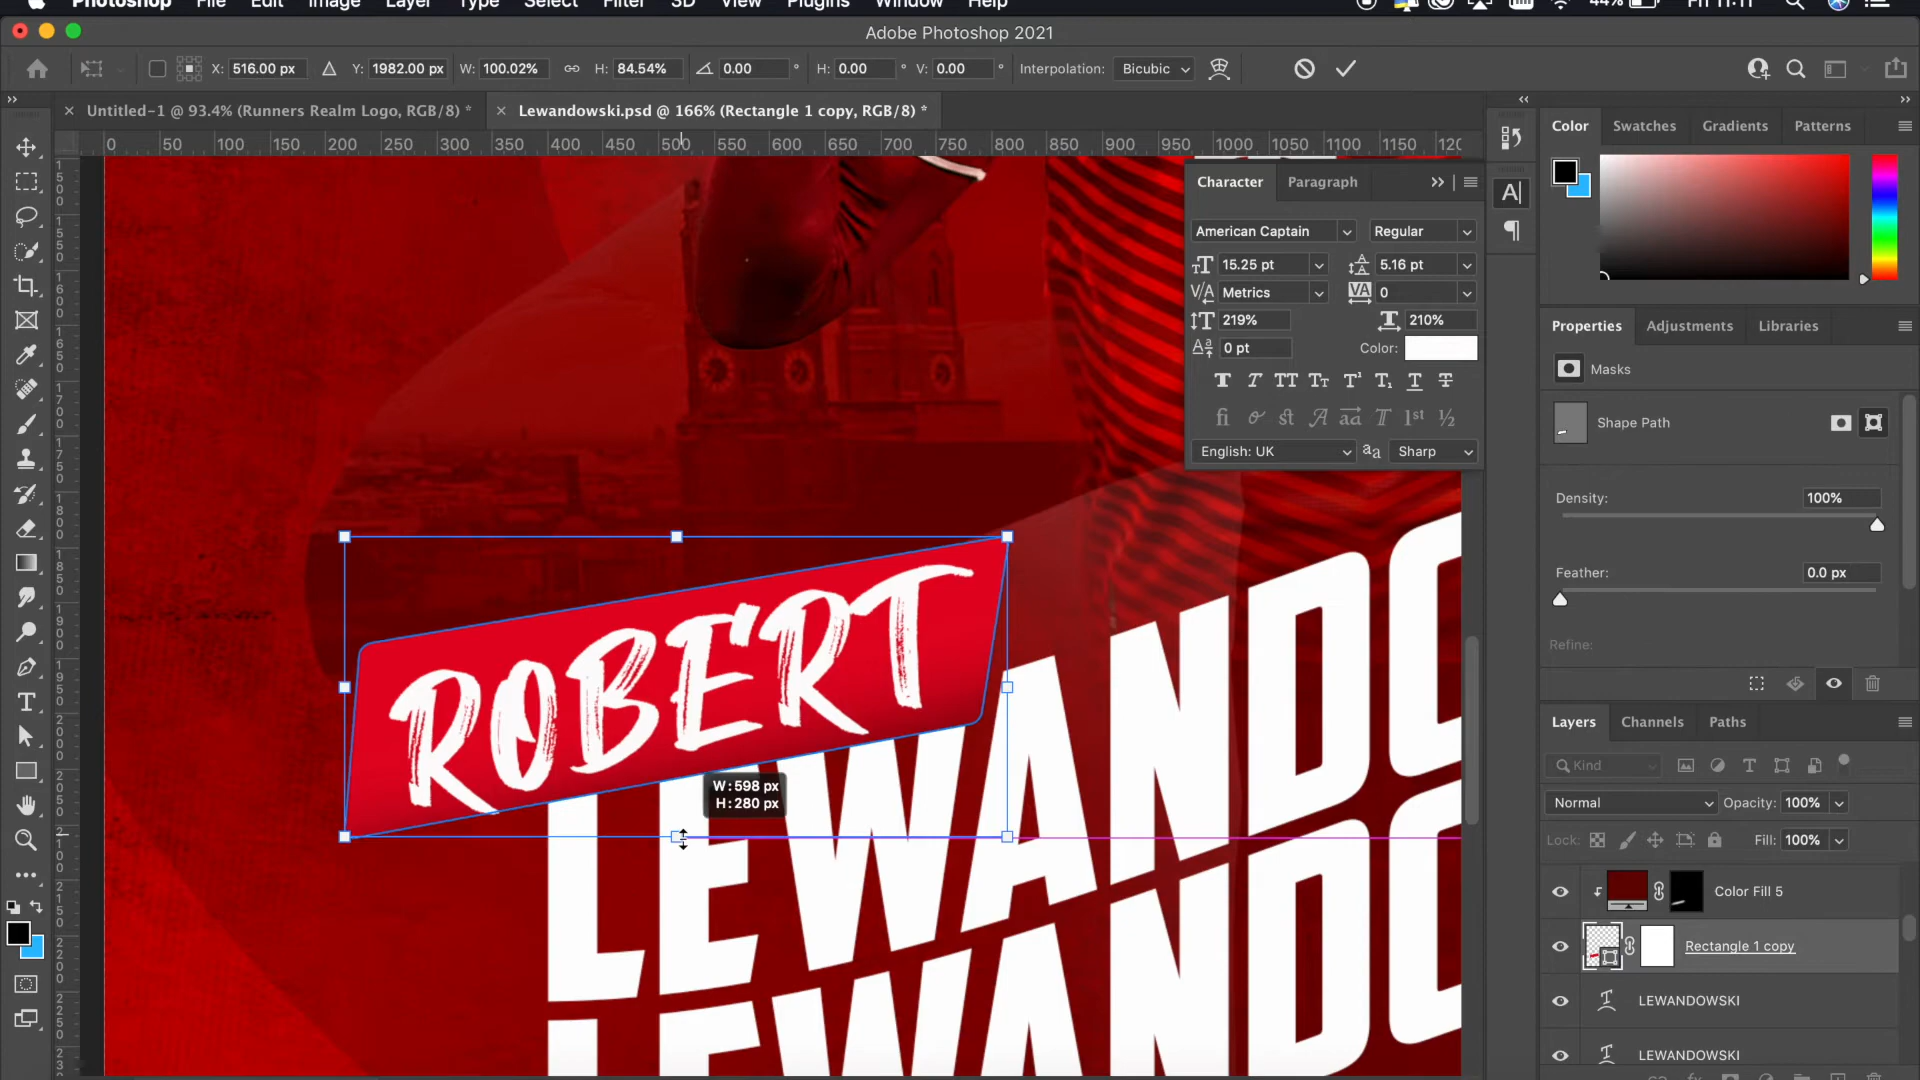 Photoshop File Edit Image Layer Type Select Filter 3D View Plugins Window Help 44% Fri 11:11
Adobe Photoshop 2021
X: 516.00 px Y: 1982.00 px W: 100.02% H: 84.54% 0.00 ° H: 0.00 ° V: 0.00 ° Interpolation: Bicubic
Untitled-1 @ 93.4% (Runners Realm Logo, RGB/8) *
Lewandowski.psd @ 166% (Rectangle 1 copy, RGB/8) *
0 50 100 150 200 250 300 350 400 450 500 550 600 650 700 750 800 850 900 950 1000 1050 1100 1150
Character Paragraph
American Captain Regular
15.25 pt 5.16 pt
Metrics 0
219% 210%
0 pt Color:
English: UK Sharp
ROBERT
LEWANDO
W: 598 px
H: 280 px
Color Swatches Gradients Patterns
Properties Adjustments Libraries
Masks
Shape Path
Density: 100%
Feather: 0.0 px
Refine:
Layers Channels Paths
Kind
Normal Opacity: 100%
Lock: Fill: 100%
Color Fill 5
Rectangle 1 copy
LEWANDOWSKI
LEWANDOWSKI